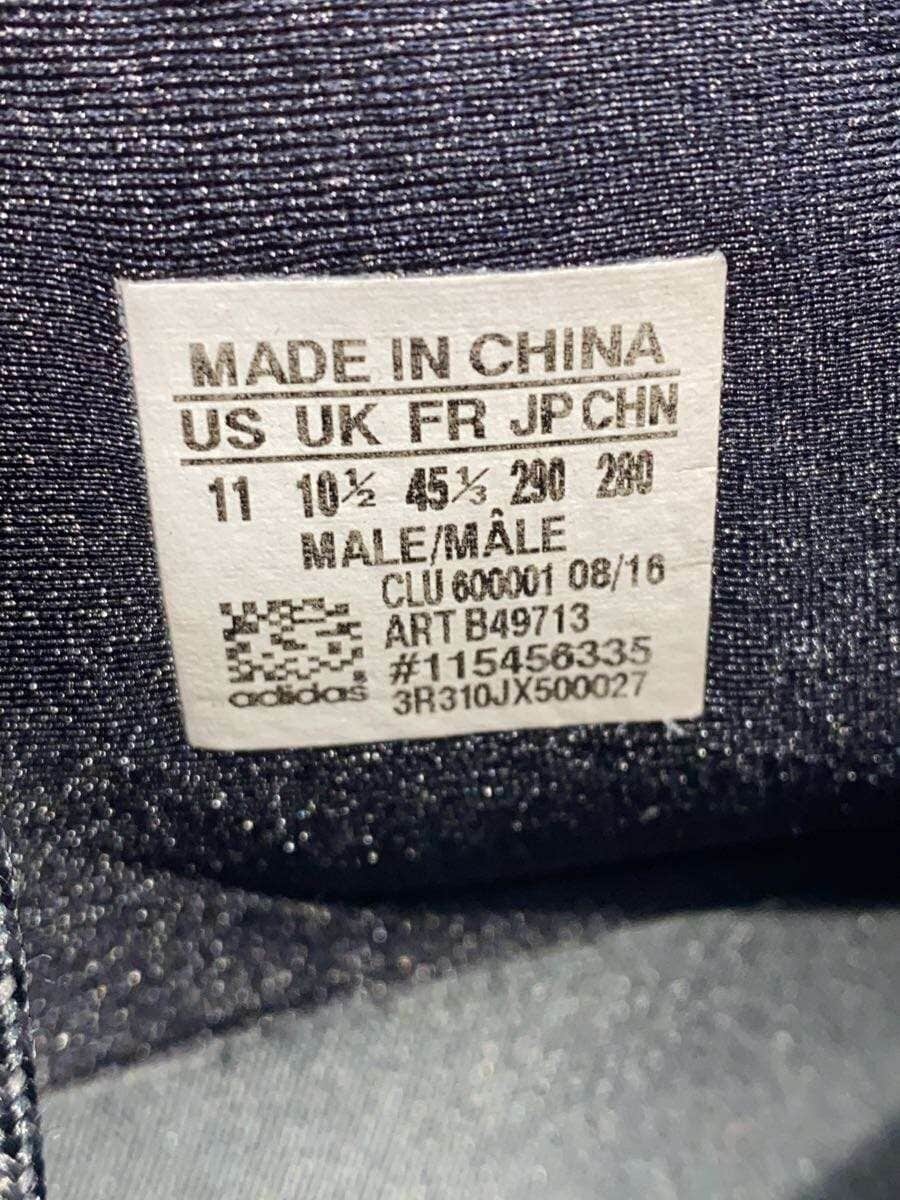 MADE IN CHINA
US UK FR JP CHN
11 10½ 45⅓ 290 280
MALE/MÂLE
CLU 600001 08/16
ART B49713
#115456335
adidas 3R310JX500027